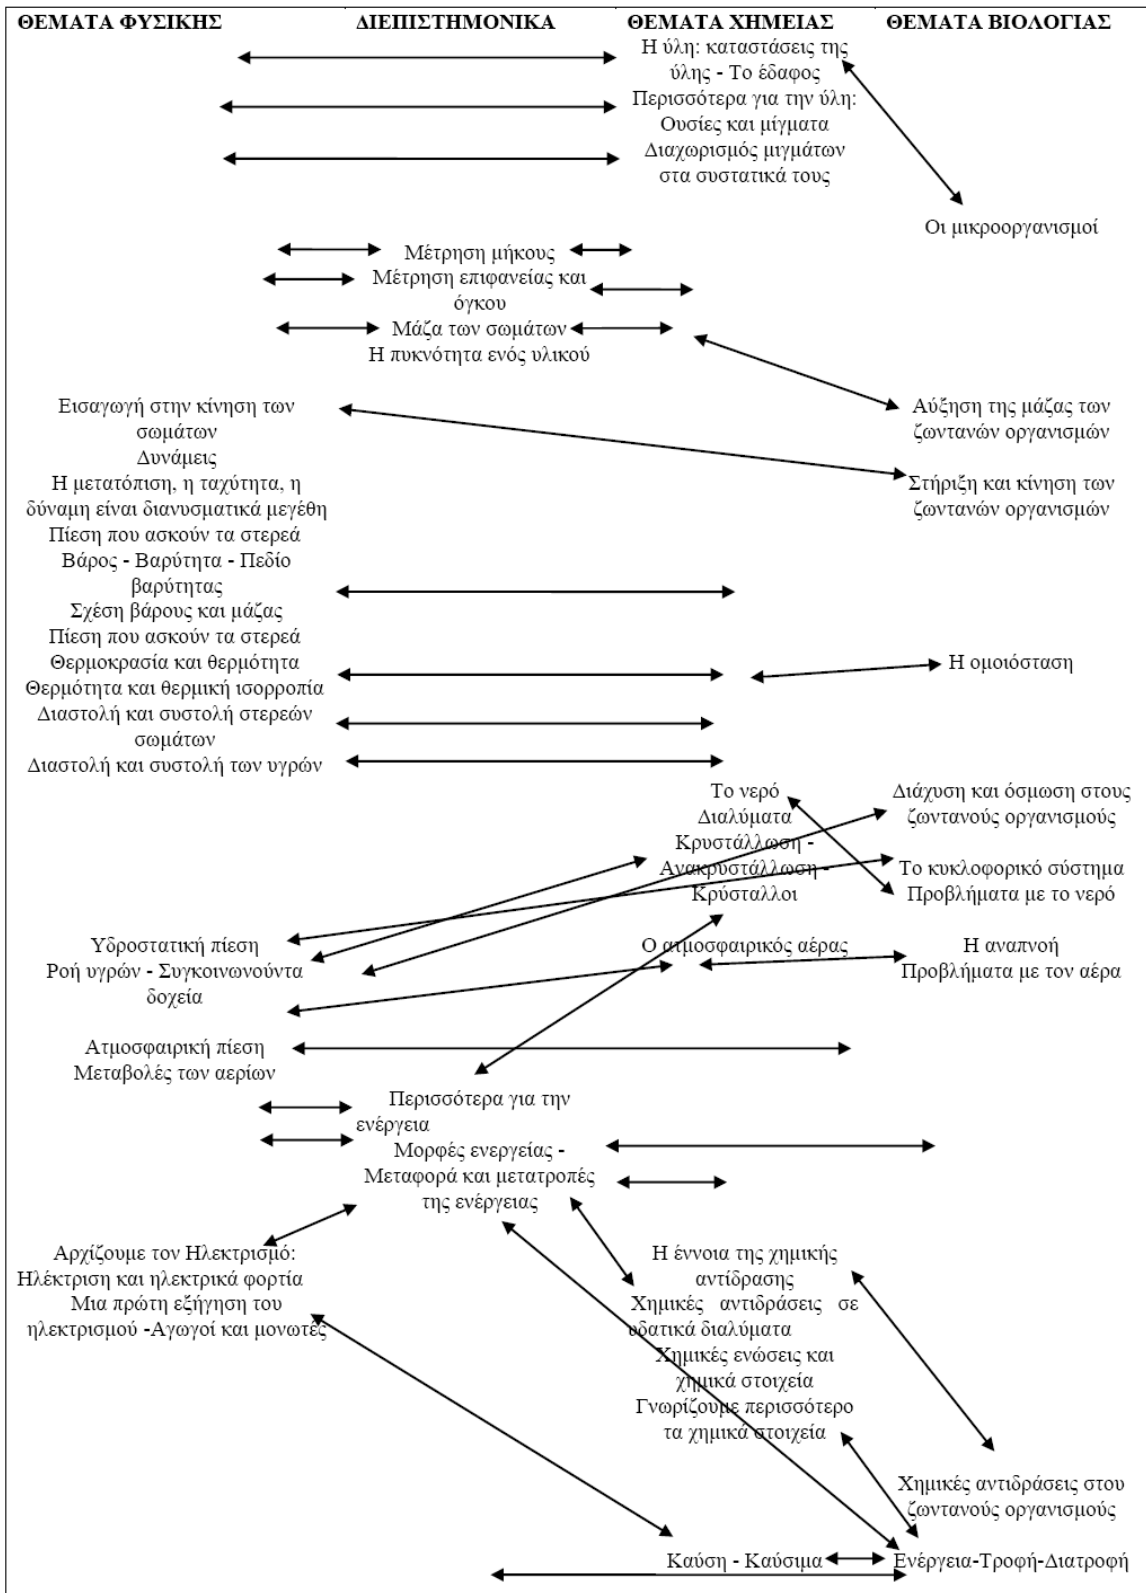 ΘΕΜΑΤΑ ΦΥΣΙΚΗΣ ΔΙΕΠΙΣΤΗΜΟΝΙΚΑ ΘΕΜΑΤΑ ΧΗΜΕΙΑΣ ΘΕΜΑΤΑ ΒΙΟΛΟΓΙΑΣ
Η ύλη: καταστάσεις της
ύλης - Το έδαφος
Περισσότερα για την ύλη:
Ουσίες και μίγματα
Διαχωρισμός μιγμάτων
στα συστατικά τους
Οι μικροοργανισμοί
Μέτρηση μήκους
Μέτρηση επιφανείας και
όγκου
Μάζα των σωμάτων
Η πυκνότητα ενός υλικού
Εισαγωγή στην κίνηση των
σωμάτων
Δυνάμεις
Η μετατόπιση, η ταχύτητα, η
δύναμη είναι διανυσματικά μεγέθη
Πίεση που ασκούν τα στερεά
Βάρος - Βαρύτητα - Πεδίο
βαρύτητας
Σχέση βάρους και μάζας
Πίεση που ασκούν τα στερεά
Θερμοκρασία και θερμότητα
Θερμότητα και θερμική ισορροπία
Διαστολή και συστολή στερεών
σωμάτων
Διαστολή και συστολή των υγρών
Αύξηση της μάζας των
ζωντανών οργανισμών
Στήριξη και κίνηση των
ζωντανών οργανισμών
Η ομοιόσταση
Το νερό
Διαλύματα
Κρυστάλλωση -
Ανακρυστάλλωση -
Κρύσταλλοι
Διάχυση και όσμωση στους
ζωντανούς οργανισμούς
Το κυκλοφορικό σύστημα
Προβλήματα με το νερό
Υδροστατική πίεση
Ροή υγρών - Συγκοινωνούντα
δοχεία
Ο ατμοσφαιρικός αέρας
Η αναπνοή
Προβλήματα με τον αέρα
Ατμοσφαιρική πίεση
Μεταβολές των αερίων
Περισσότερα για την
ενέργεια
Μορφές ενεργείας -
Μεταφορά και μετατροπές
της ενέργειας
Αρχίζουμε τον Ηλεκτρισμό:
Ηλέκτριση και ηλεκτρικά φορτία
Μια πρώτη εξήγηση του
ηλεκτρισμού -Αγωγοί και μονωτές
Η έννοια της χημικής
αντίδρασης
Χημικές αντιδράσεις σε
υδατικά διαλύματα
Χημικές ενώσεις και
χημικά στοιχεία
Γνωρίζουμε περισσότερο
τα χημικά στοιχεία
Χημικές αντιδράσεις στου
ζωντανούς οργανισμούς
Καύση - Καύσιμα
Ενέργεια-Τροφή-Διατροφή